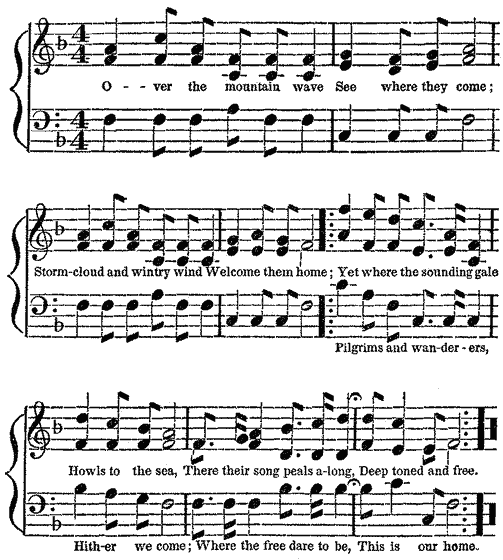 O - - ver the mountain wave See where they come;
Storm-cloud and wintry wind Welcome them home; Yet where the sounding gale
Pilgrims and wan-der-ers,
Howls to the sea, There their song peals a-long, Deep toned and free.
Hith-er we come; Where the free dare to be, This is our home.